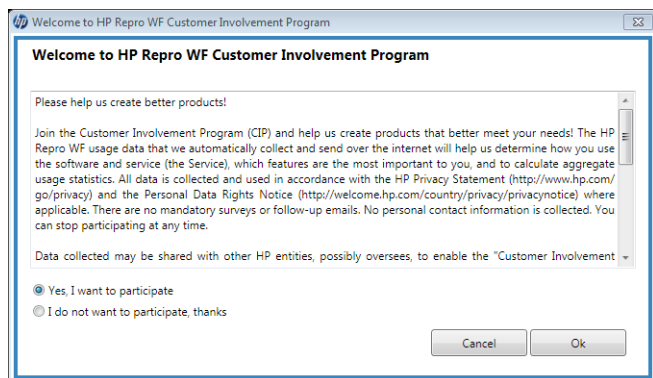 Welcome to HP Repro WF Customer Involvement Program
Welcome to HP Repro WF Customer Involvement Program
Please help us create better products!
Join the Customer Involvement Program (CIP) and help us create products that better meet your needs! The HP
Repro WF usage data that we automatically collect and send over the internet will help us determine how you use
the software and service (the Service), which features are the most important to you, and to calculate aggregate
usage statistics. All data is collected and used in accordance with the HP Privacy Statement (http://www.hp.com/
go/privacy) and the Personal Data Rights Notice (http://welcome.hp.com/country/privacy/privacynotice) where
applicable. There are no mandatory surveys or follow-up emails. No personal contact information is collected. You
can stop participating at any time.
Data collected may be shared with other HP entities, possibly oversees, to enable the "Customer Involvement
Yes, I want to participate
I do not want to participate, thanks
Cancel Ok